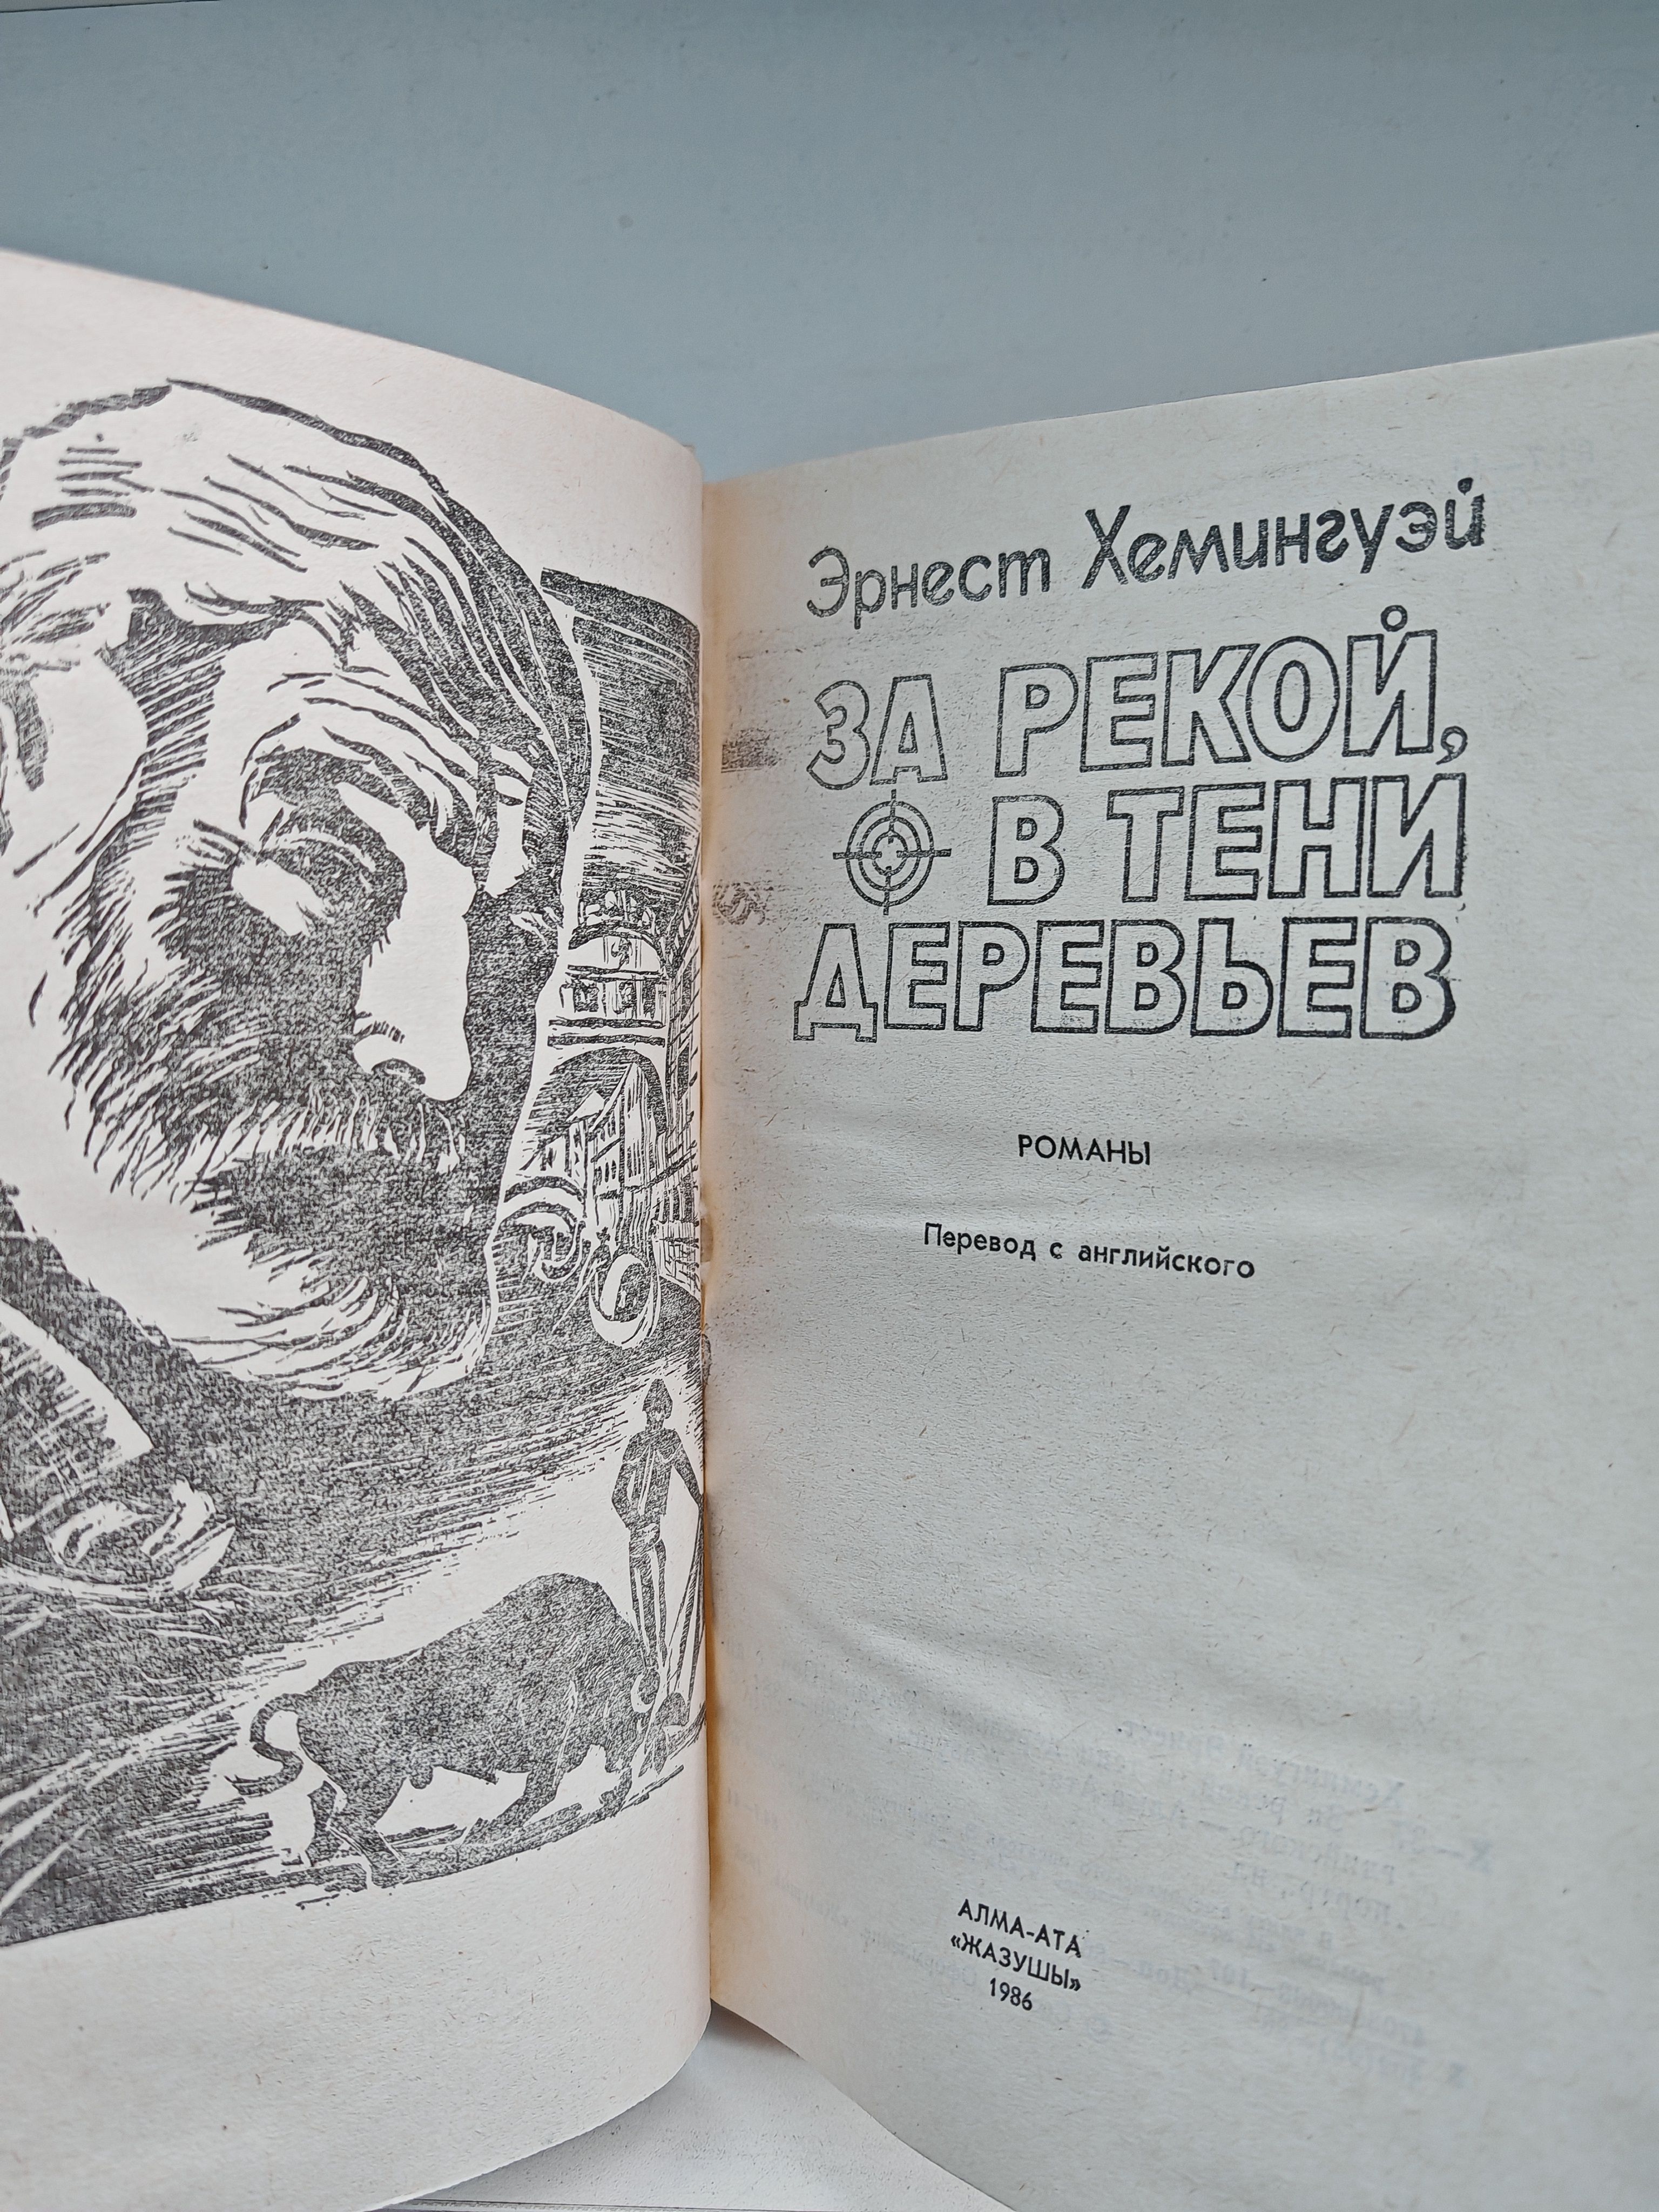 Эрнест Хемингуэй
ЗА РЕКОЙ,
В ТЕНИ
ДЕРЕВЬЕВ
РОМАНЫ
Перевод с английского
АЛМА-АТА
«ЖАЗУШЫ»
1986